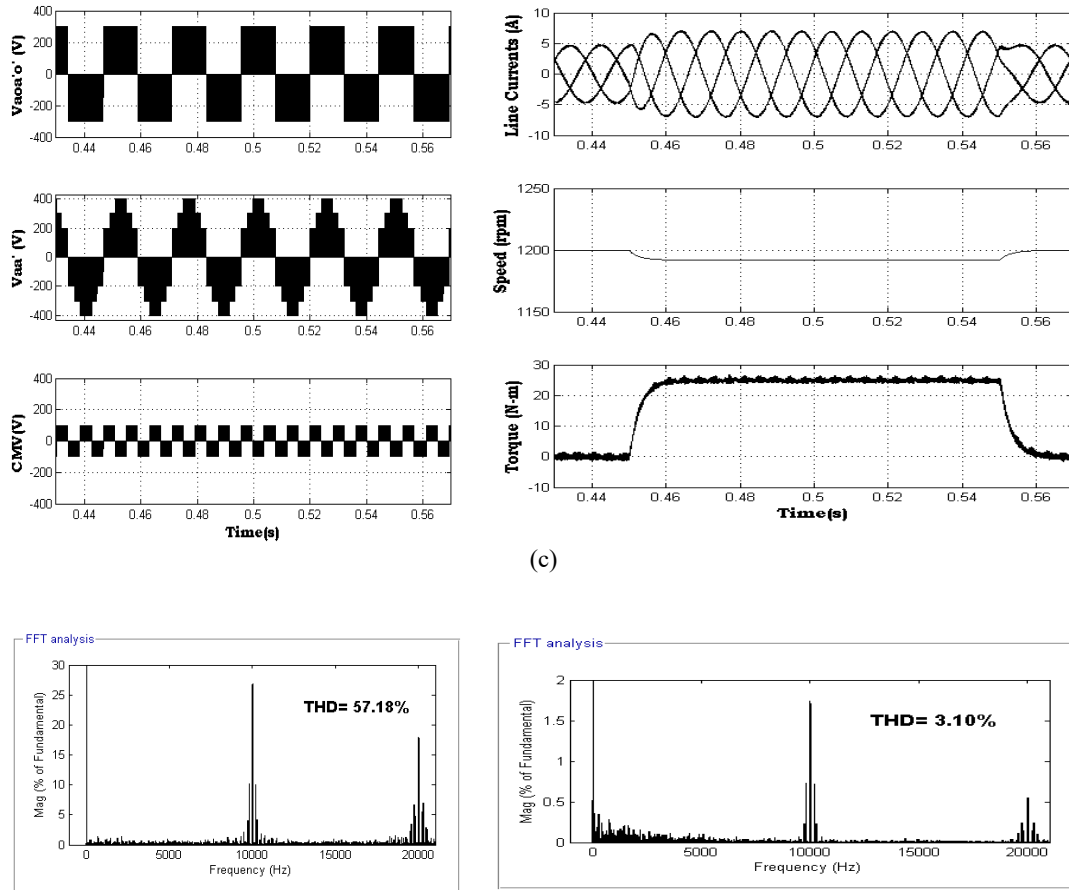 Vaoa'o' (V)
400
200
0
-200
-400
0.44 0.46 0.48 0.5 0.52 0.54 0.56
Vaa' (V)
400
200
0
-200
-400
0.44 0.46 0.48 0.5 0.52 0.54 0.56
CMV(V)
400
200
0
-200
-400
0.44 0.46 0.48 0.5 0.52 0.54 0.56
Time(s)
Line Currents (A)
10
5
0
-5
-10
0.44 0.46 0.48 0.5 0.52 0.54 0.56
Speed (rpm)
1250
1200
1150
0.44 0.46 0.48 0.5 0.52 0.54 0.56
Torque (N-m)
30
20
10
0
-10
0.44 0.46 0.48 0.5 0.52 0.54 0.56
Time(s)
(c)
FFT analysis
Mag (% of Fundamental)
30
25
20
15
10
5
0
THD= 57.18%
0 5000 10000 15000 20000
Frequency (Hz)
FFT analysis
Mag (% of Fundamental)
2
1.5
1
0.5
0
THD= 3.10%
0 5000 10000 15000 20000
Frequency (Hz)